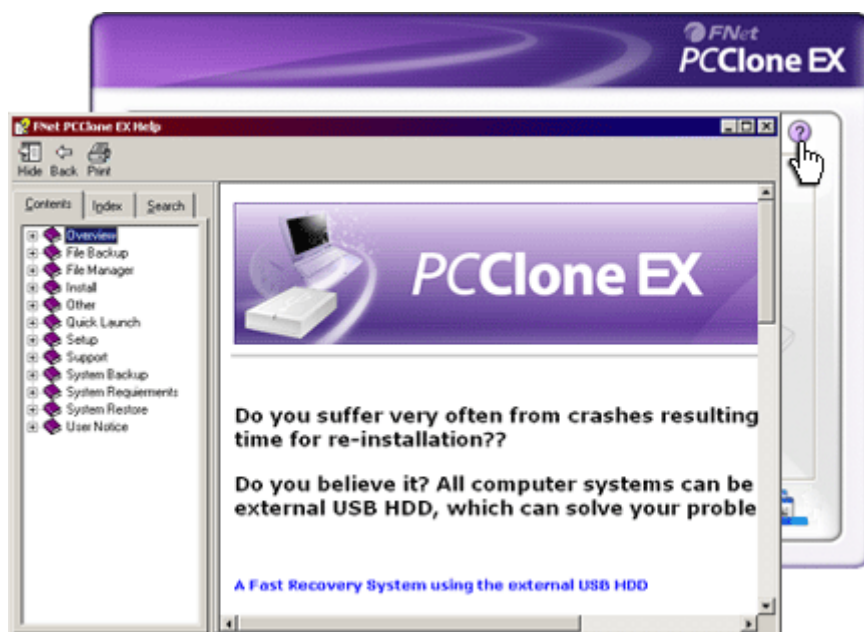 FNet
PCClone EX
FNet PCClone EX Help
?
Hide Back Print
Contents Index Search
Overview
File Backup
File Manager
Install
Other
Quick Launch
Setup
Support
System Backup
System Requierments
System Restore
User Notice
PCClone EX
Do you suffer very often from crashes resulting
time for re-installation??
Do you believe it? All computer systems can be
external USB HDD, which can solve your proble
A Fast Recovery System using the external USB HDD